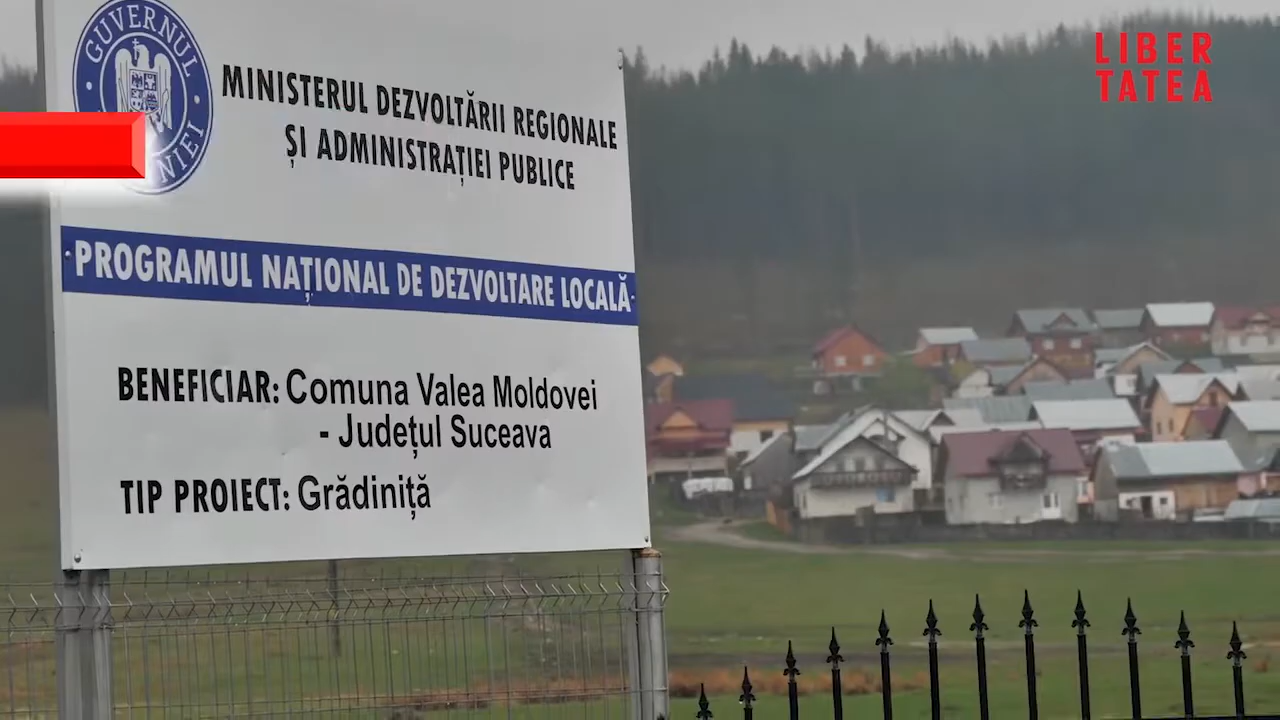 GUVERNUL
LIBER
TATEA
MINISTERUL DEZVOLTĂRII REGIONALE
ȘI ADMINISTRAȚIEI PUBLICE
PROGRAMUL NAȚIONAL DE DEZVOLTARE LOCALĂ
BENEFICIAR: Comuna Valea Moldovei
- Județul Suceava
TIP PROIECT: Grădiniță